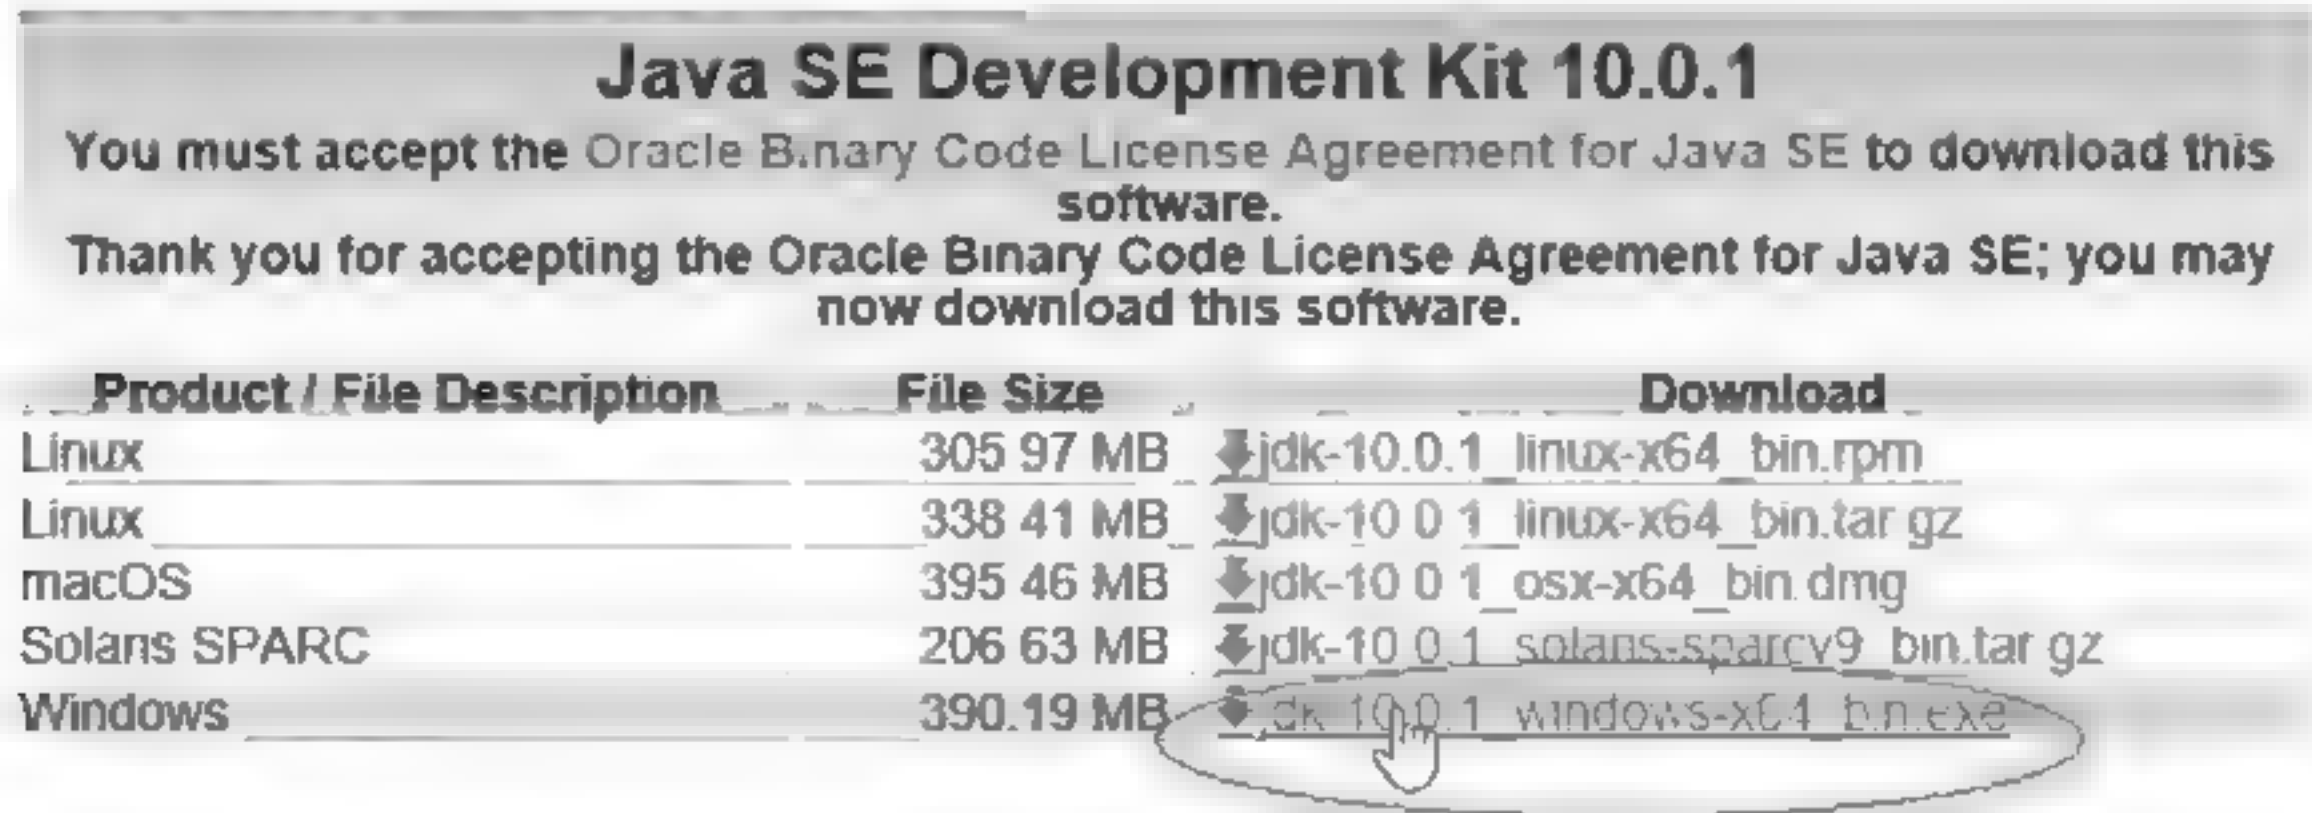 Java SE Development Kit 10.0.1
You must accept the Oracle Binary Code License Agreement for Java SE to download this
software.
Thank you for accepting the Oracle Binary Code License Agreement for Java SE; you may
now download this software.
Product / File Description File Size Download
Linux 305.97 MB jdk-10.0.1_linux-x64_bin.rpm
Linux 338.41 MB jdk-10.0.1_linux-x64_bin.tar.gz
macOS 395.46 MB jdk-10.0.1_osx-x64_bin.dmg
Solaris SPARC 206.63 MB jdk-10.0.1_solaris-sparcv9_bin.tar.gz
Windows 390.19 MB jdk-10.0.1_windows-x64_bin.exe